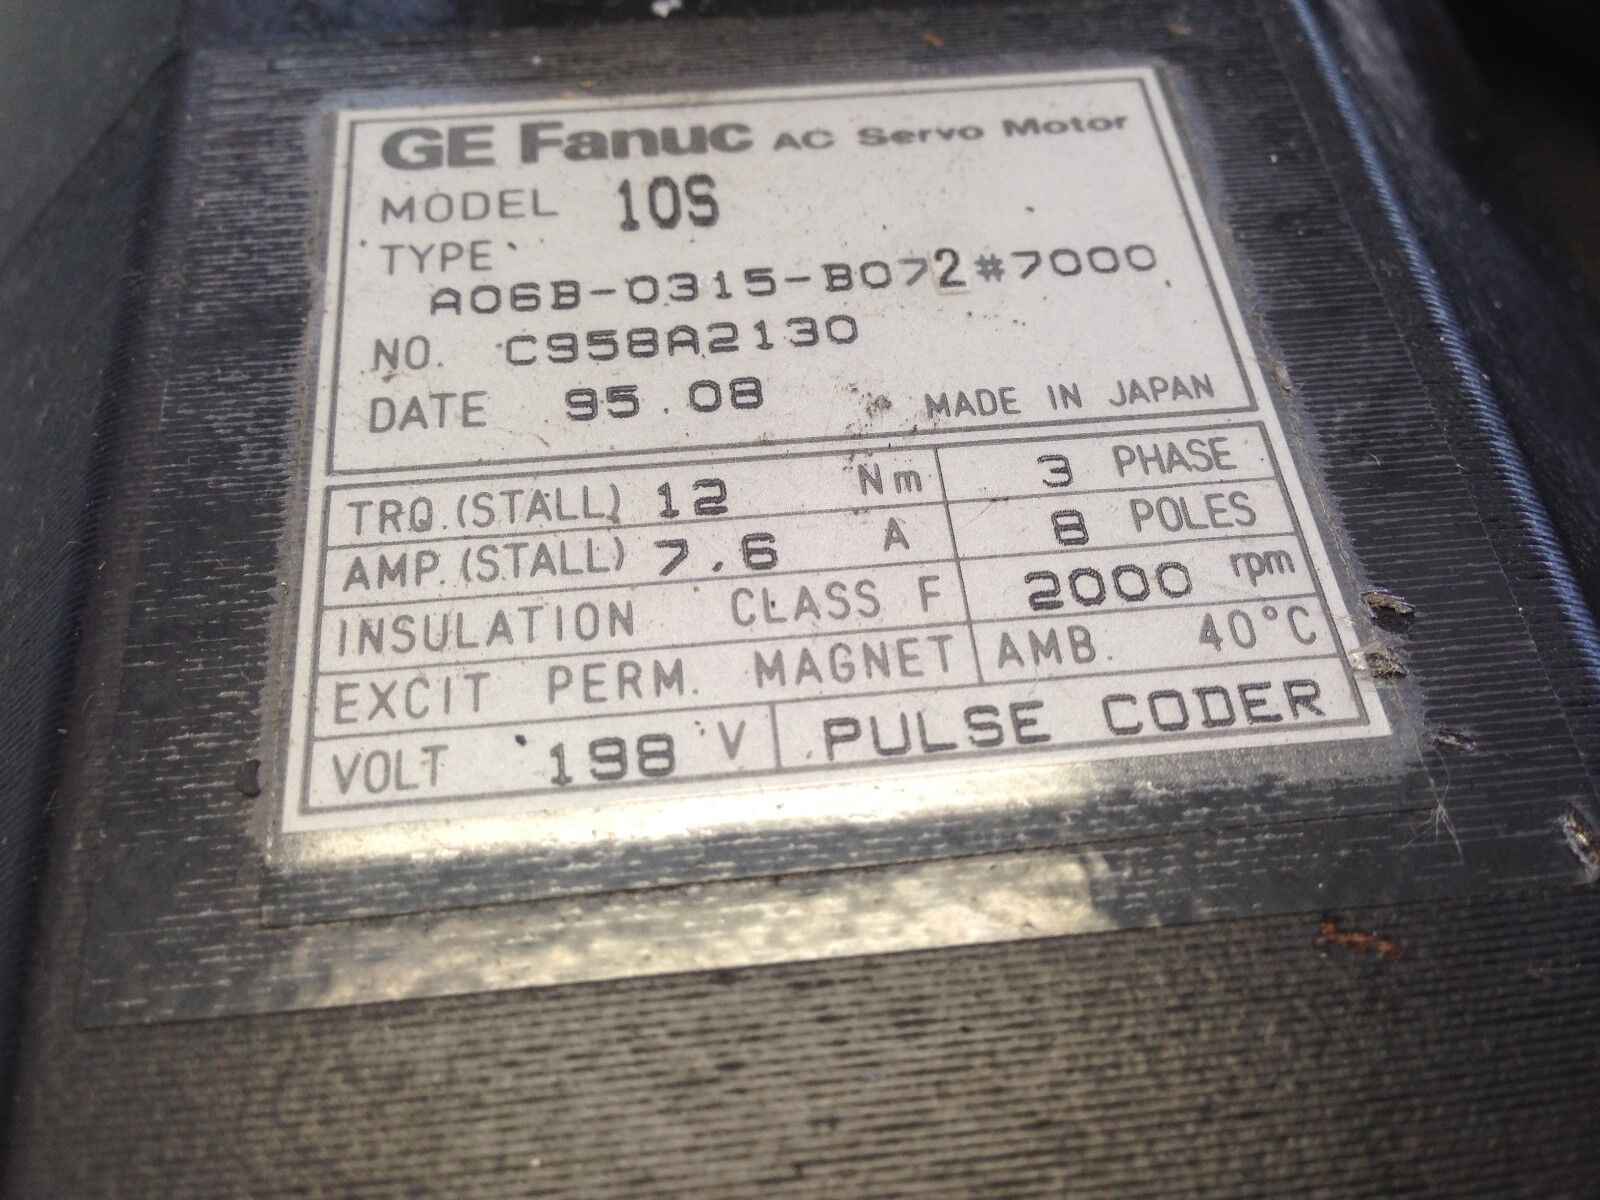 GE Fanuc AC Servo Motor
MODEL 10S
TYPE
A06B-0315-B072#7000
NO. C958A2130
DATE 95.08 MADE IN JAPAN
TRQ.(STALL) 12 Nm 3 PHASE
AMP.(STALL) 7.6 A 8 POLES
INSULATION CLASS F 2000 rpm
EXCIT PERM. MAGNET AMB. 40°C
VOLT 198 V PULSE CODER